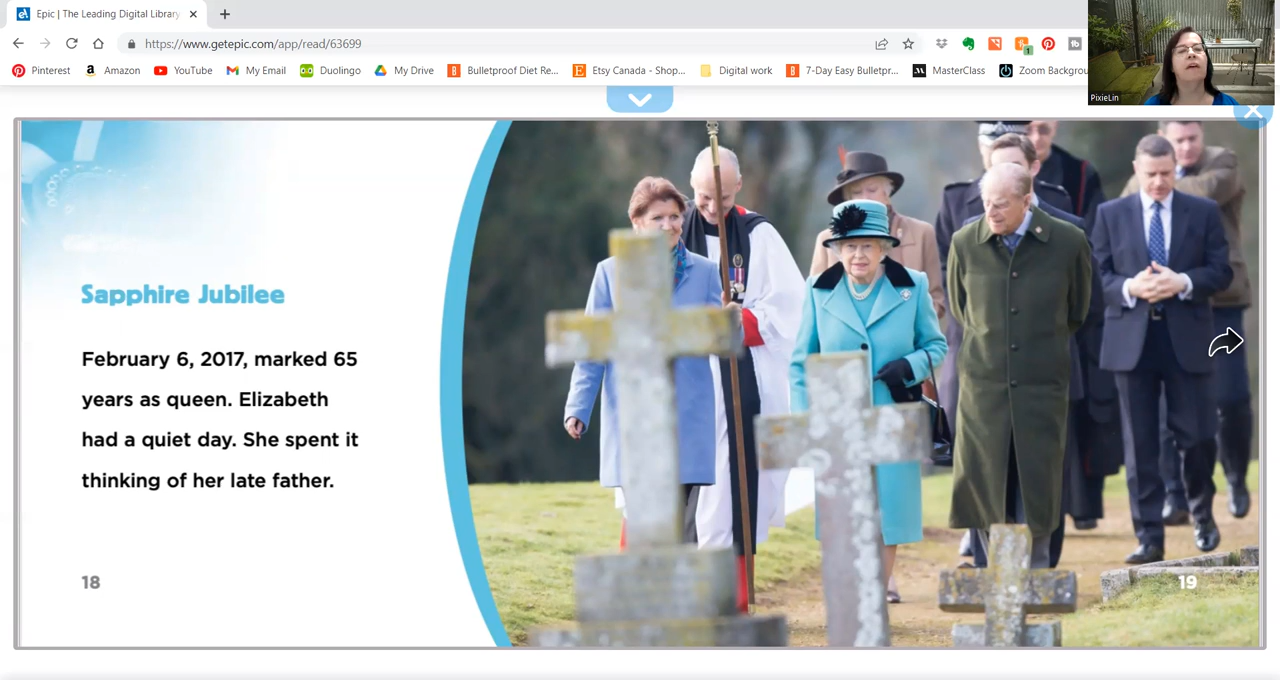 Epic | The Leading Digital Library
https://www.getepic.com/app/read/63699
Pinterest
Amazon
YouTube
My Email
Duolingo
My Drive
Bulletproof Diet Re...
Etsy Canada - Shop...
Digital work
7-Day Easy Bulletpr...
MasterClass
Zoom Backgrou
1
PixieLin
Sapphire Jubilee
February 6, 2017, marked 65
years as queen. Elizabeth
had a quiet day. She spent it
thinking of her late father.
18
19